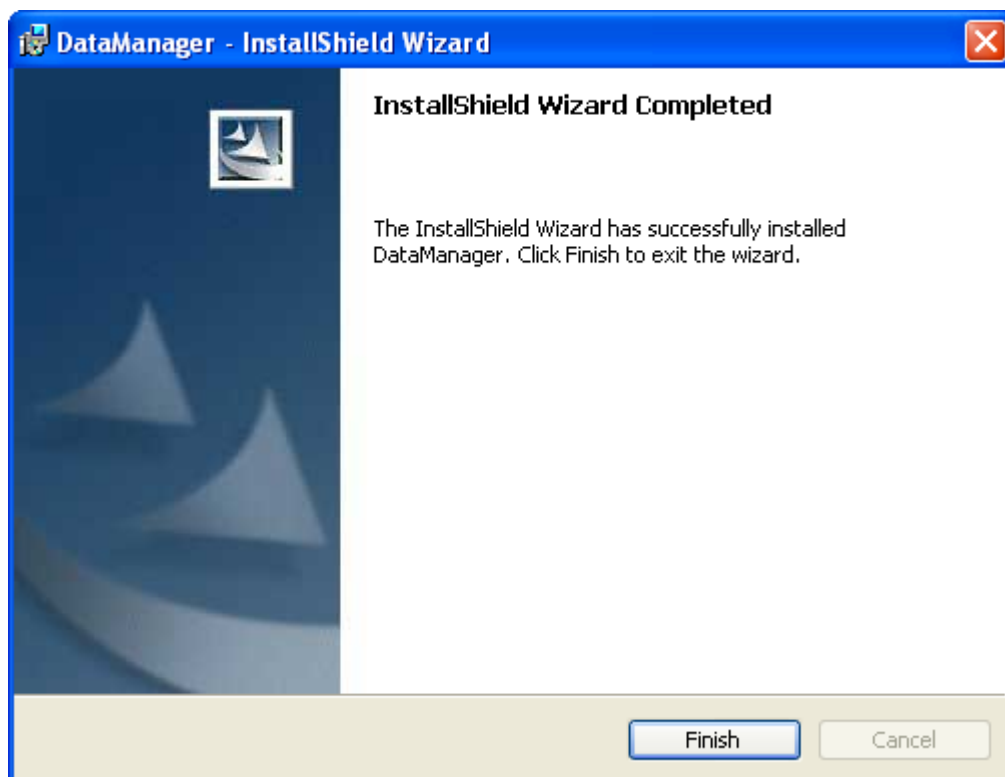 DataManager - InstallShield Wizard
InstallShield Wizard Completed
The InstallShield Wizard has successfully installed
DataManager. Click Finish to exit the wizard.
Finish
Cancel